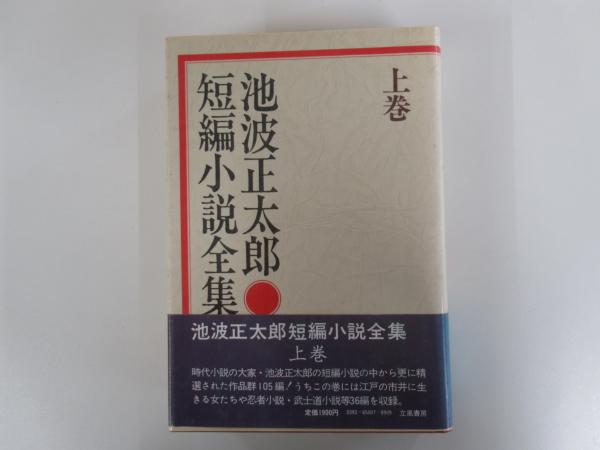 上巻
池波正太郎
短編小説全集
池波正太郎短編小説全集
上巻
時代小説の大家・池波正太郎の短編小説の中から更に精
選された作品群105編!うちこの巻には江戸の市井に生
きる女たちや忍者小説・武士道小説等36編を収録。
定価1900円 立風書房